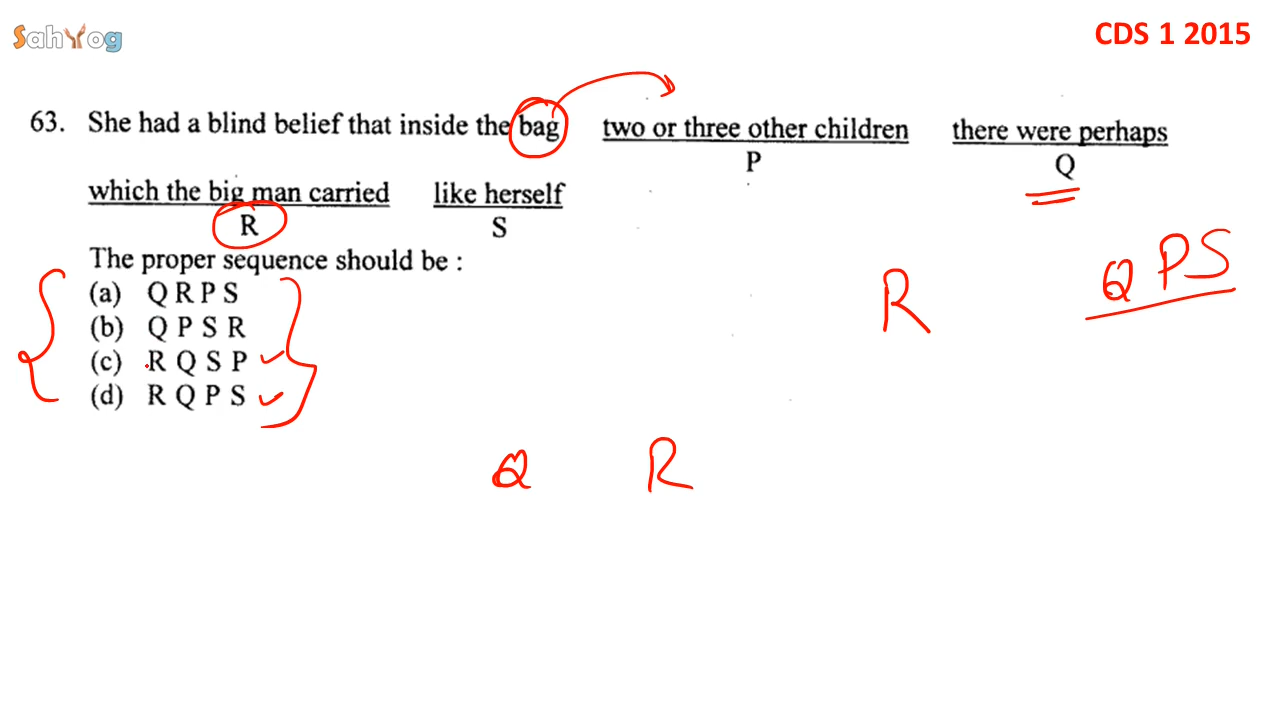 SahYog
CDS 1 2015
63. She had a blind belief that inside the bag two or three other children there were perhaps
P Q
which the big man carried like herself
R S
The proper sequence should be :
(a) Q R P S
(b) Q P S R
(c) R Q S P
(d) R Q P S
R Q P S
Q R